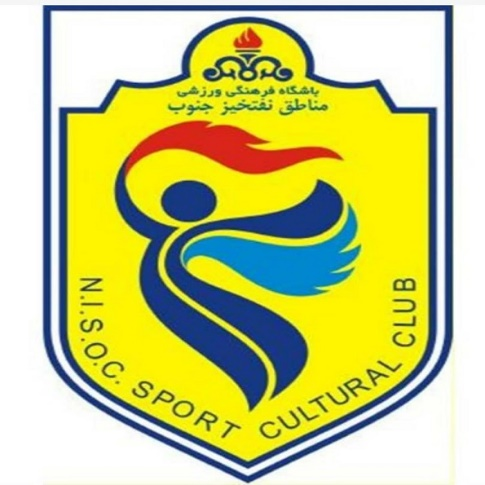 باشگاه فرهنگی ورزشی
مناطق نفتخیز جنوب
N.I.S.O.C. SPORT CULTURAL CLUB